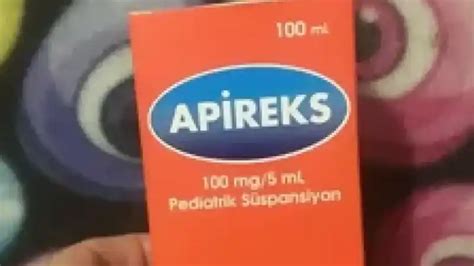 100 ml
APİREKS
100 mg/5 mL
Pediatrik Süspansiyon